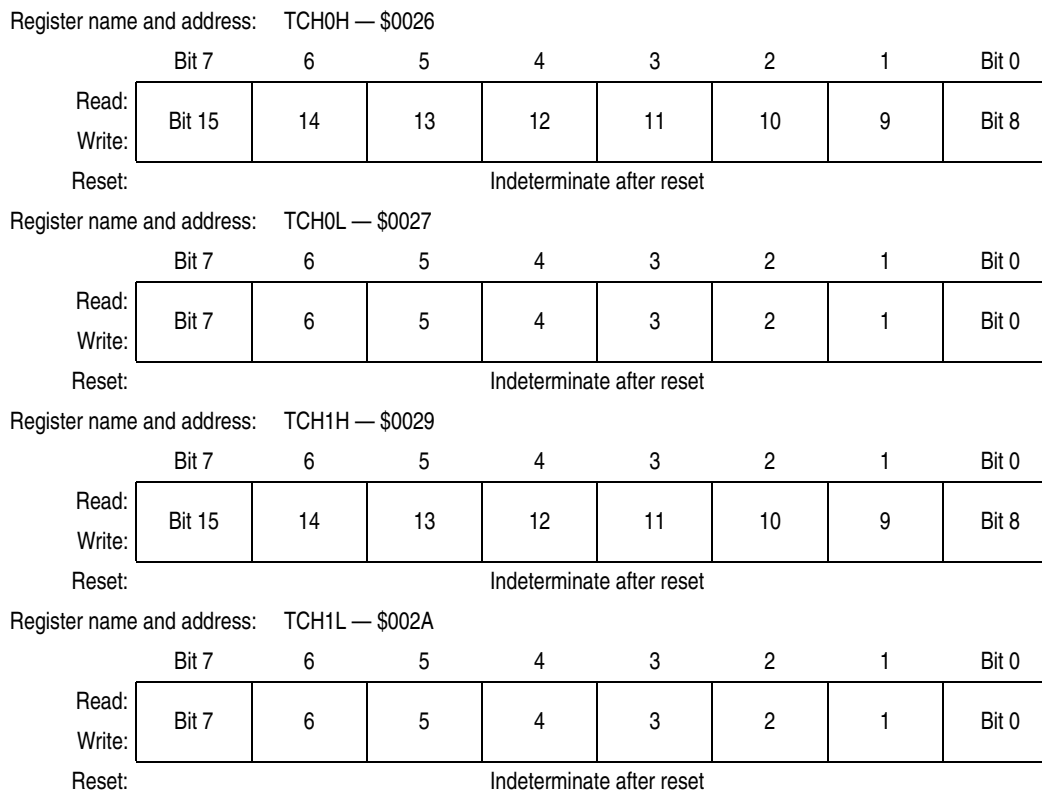 Register name and address: TCH0H — $0026
Bit 7 6 5 4 3 2 1 Bit 0
Read:
Bit 15 14 13 12 11 10 9 Bit 8
Write:
Reset: Indeterminate after reset
Register name and address: TCH0L — $0027
Bit 7 6 5 4 3 2 1 Bit 0
Read:
Bit 7 6 5 4 3 2 1 Bit 0
Write:
Reset: Indeterminate after reset
Register name and address: TCH1H — $0029
Bit 7 6 5 4 3 2 1 Bit 0
Read:
Bit 15 14 13 12 11 10 9 Bit 8
Write:
Reset: Indeterminate after reset
Register name and address: TCH1L — $002A
Bit 7 6 5 4 3 2 1 Bit 0
Read:
Bit 7 6 5 4 3 2 1 Bit 0
Write:
Reset: Indeterminate after reset